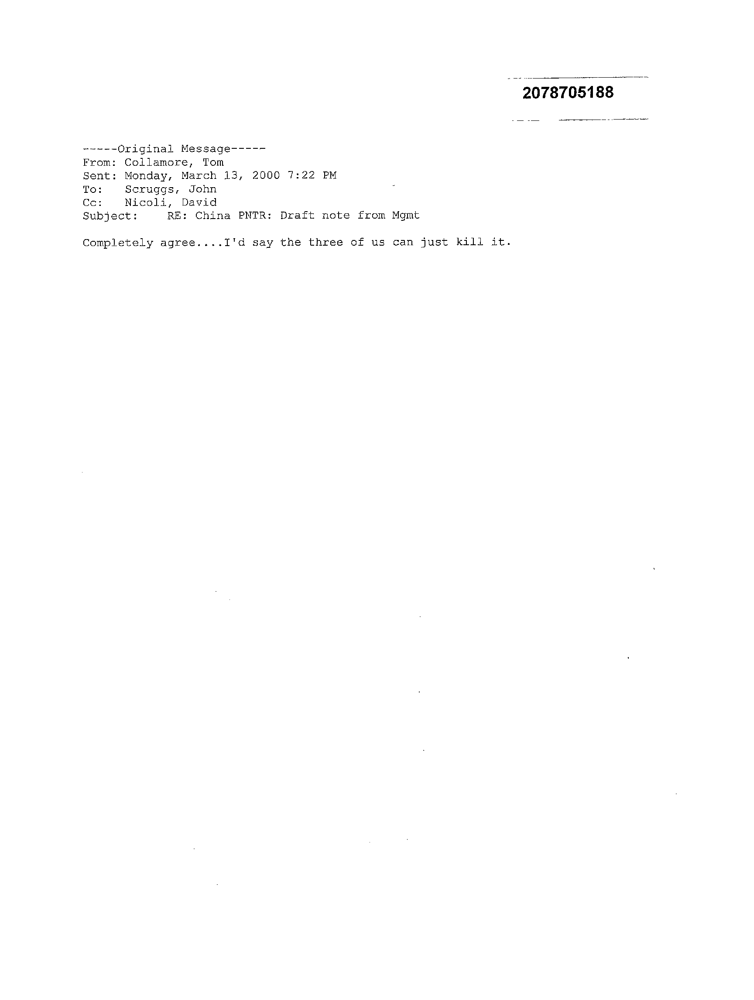 2078705188
-----Original Message-----
From: Collamore, Tom
Sent: Monday, March 13, 2000 7:22 PM
To: Scruggs, John
Cc: Nicoli, David
Subject: RE: China PNTR: Draft note from Mgmt
Completely agree....I'd say the three of us can just kill it.